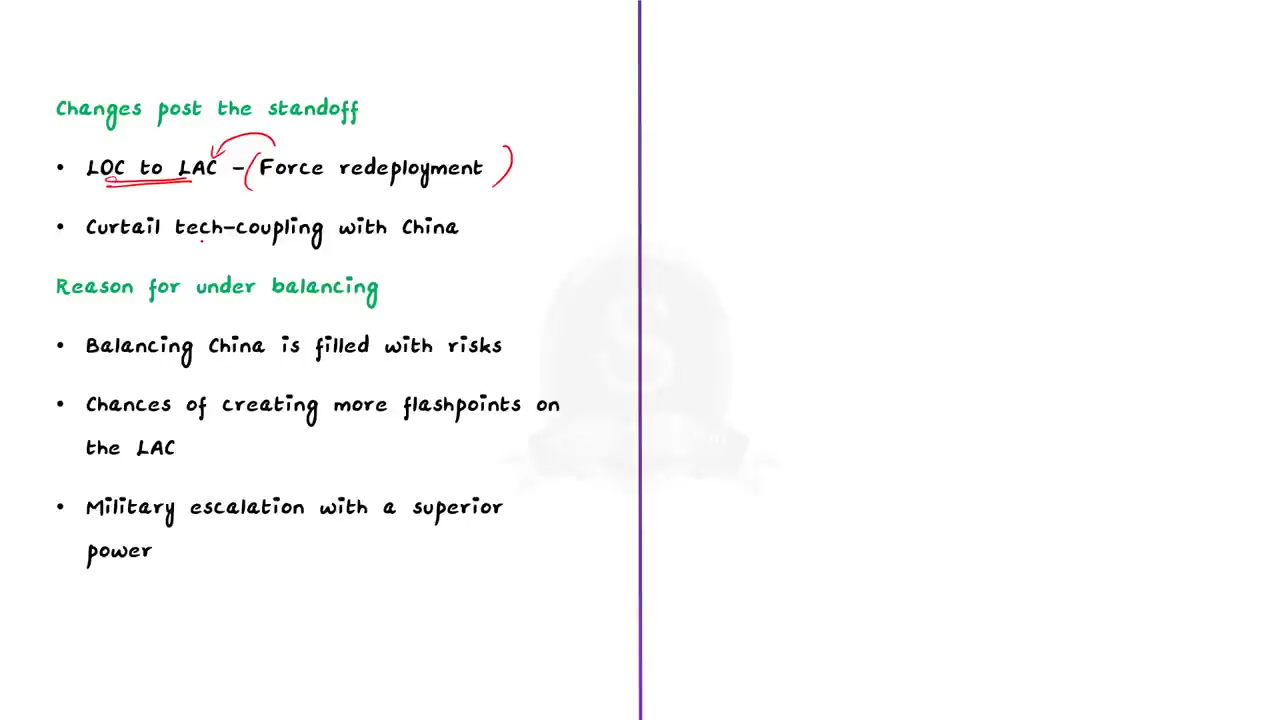 Changes post the standoff
• LOC to LAC - (Force redeployment)
• Curtail tech-coupling with China
Reason for under balancing
• Balancing China is filled with risks
• Chances of creating more flashpoints on
the LAC
• Military escalation with a superior
power